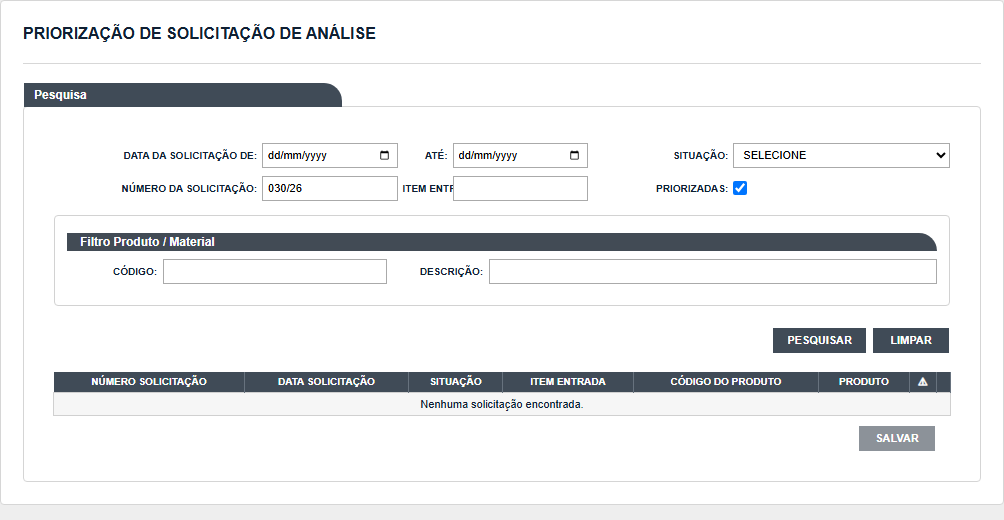 PRIORIZAÇÃO DE SOLICITAÇÃO DE ANÁLISE
Pesquisa
DATA DA SOLICITAÇÃO DE: dd/mm/yyyy ATÉ: dd/mm/yyyy SITUAÇÃO: SELECIONE
NÚMERO DA SOLICITAÇÃO: 030/26 ITEM ENTR PRIORIZADAS:
Filtro Produto / Material
CÓDIGO: DESCRIÇÃO:
PESQUISAR LIMPAR
NÚMERO SOLICITAÇÃO DATA SOLICITAÇÃO SITUAÇÃO ITEM ENTRADA CÓDIGO DO PRODUTO PRODUTO
Nenhuma solicitação encontrada.
SALVAR